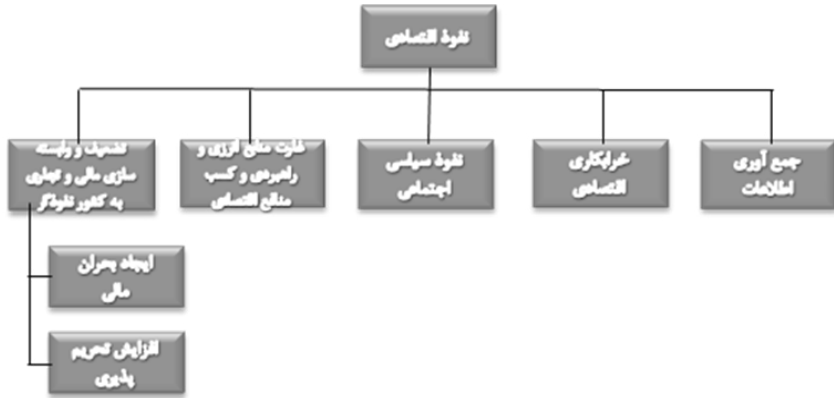 نفوذ اقتصادی
جمع آوری
اطلاعات
خرابکاری
اقتصادی
نفوذ سیاسی
اجتماعی
غارت منابع انرژی و
راهبردی و کسب
منافع اقتصادی
تضعیف و وابسته
سازی مالی و تجاری
به کشور نفوذگر
ایجاد بحران
مالی
افزایش تحریم
پذیری